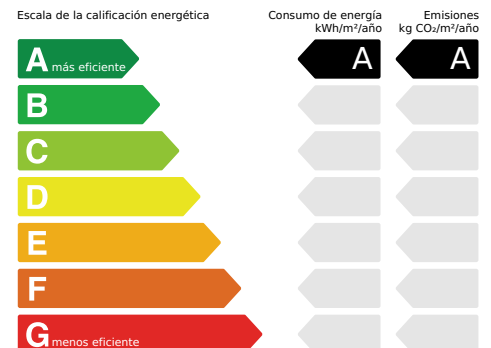 Escala de la calificación energética
Consumo de energía
kWh/m²/año
Emisiones
kg CO₂/m²/año
A más eficiente
A
A
B
C
D
E
F
G menos eficiente